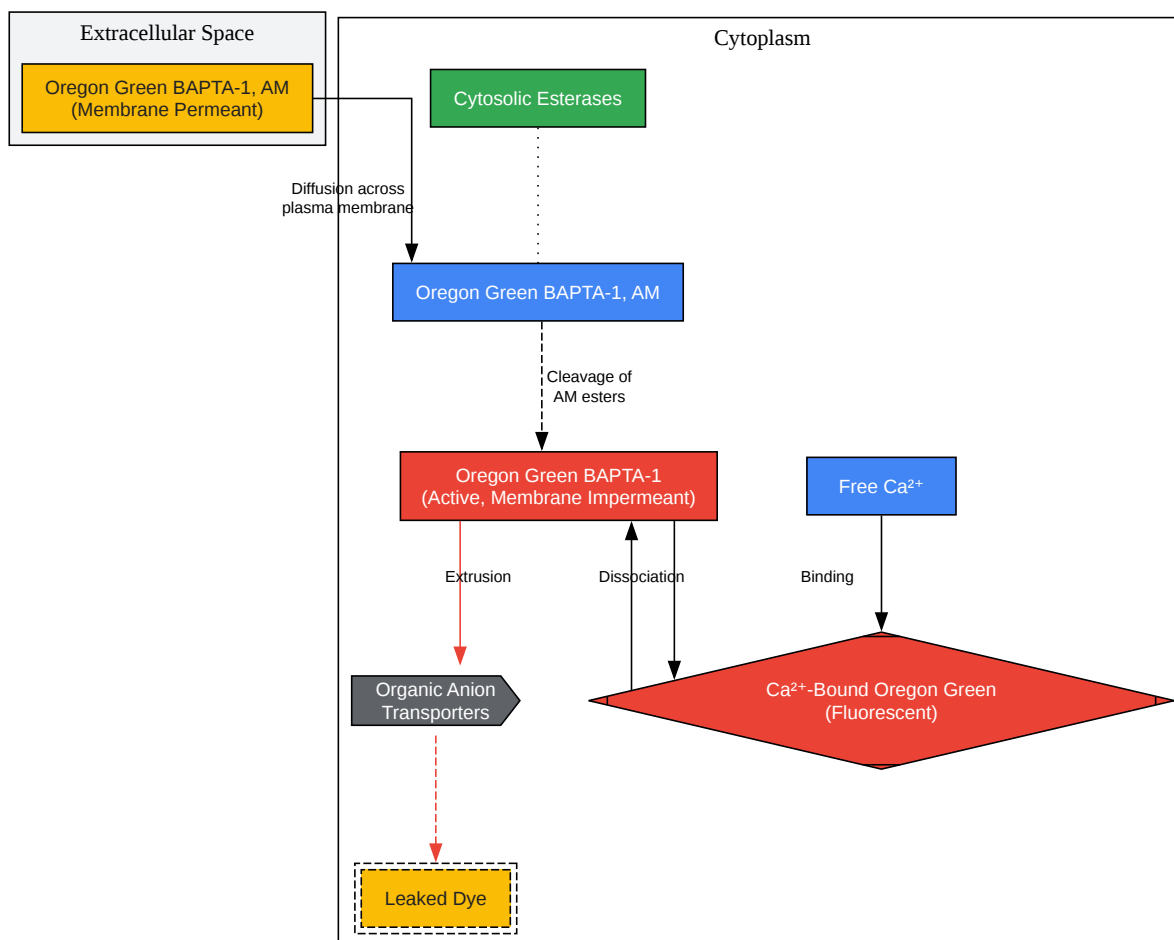 Extracellular Space
Cytoplasm
Oregon Green BAPTA-1, AM
(Membrane Permeant)
Cytosolic Esterases
Diffusion across
plasma membrane
Oregon Green BAPTA-1, AM
Cleavage of
AM esters
Oregon Green BAPTA-1
(Active, Membrane Impermeant)
Free Ca²⁺
Extrusion
Dissociation
Binding
Organic Anion
Transporters
Ca²⁺-Bound Oregon Green
(Fluorescent)
Leaked Dye